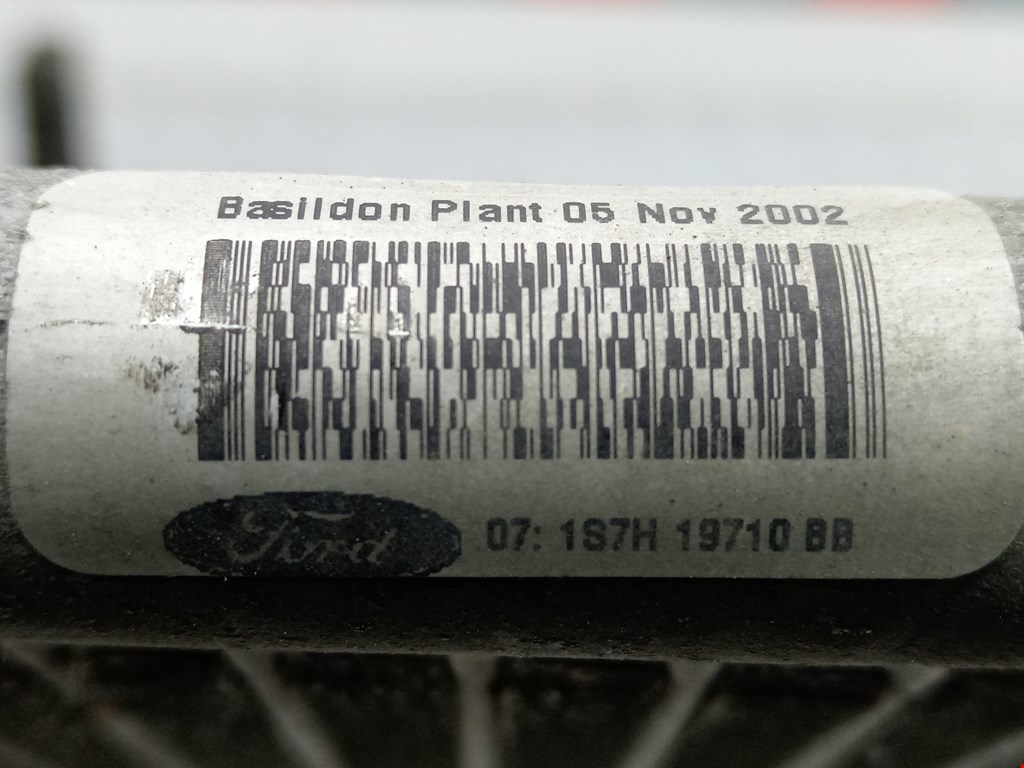 Basildon Plant 05 Nov 2002
Ford 07: 1S7H 19710 BB